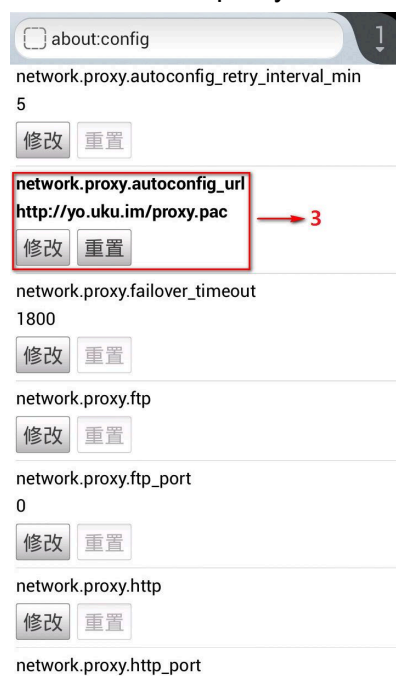 about:config
1
network.proxy.autoconfig_retry_interval_min
5
修改 重置
network.proxy.autoconfig_url
http://yo.uku.im/proxy.pac
3
修改 重置
network.proxy.failover_timeout
1800
修改 重置
network.proxy.ftp
修改 重置
network.proxy.ftp_port
0
修改 重置
network.proxy.http
修改 重置
network.proxy.http_port